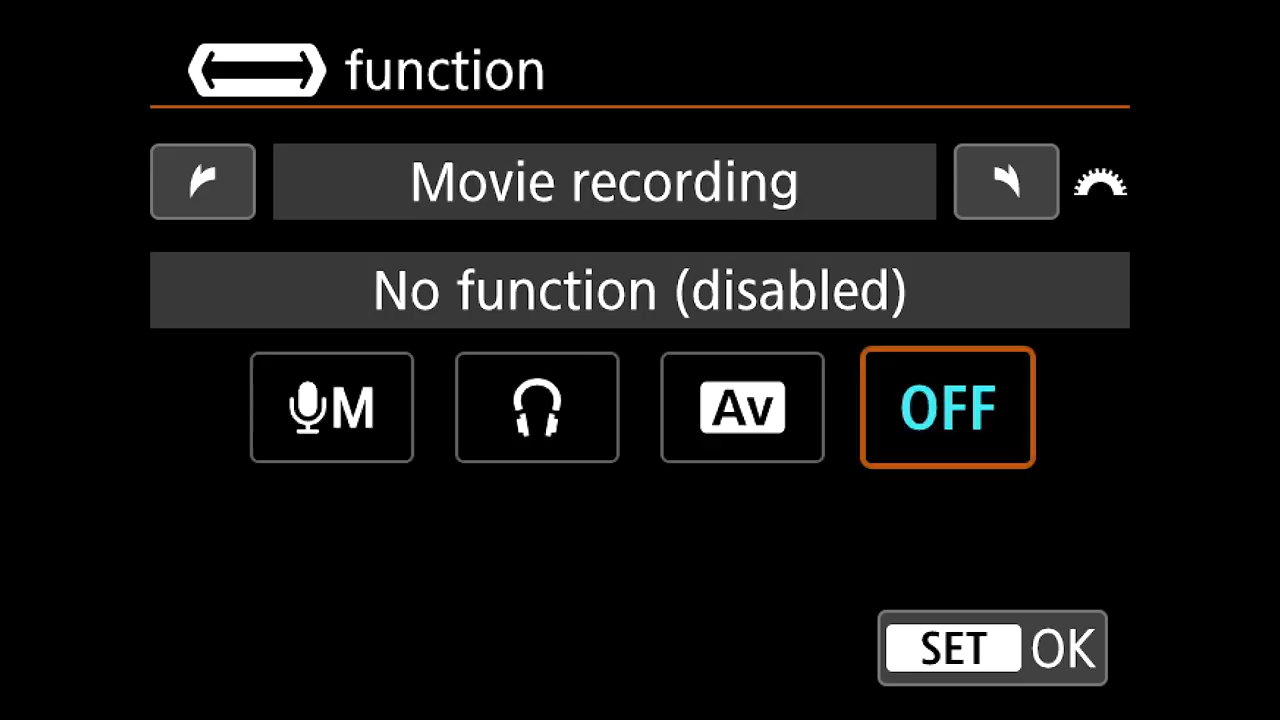 function
Movie recording
No function (disabled)
M Av OFF
SET OK